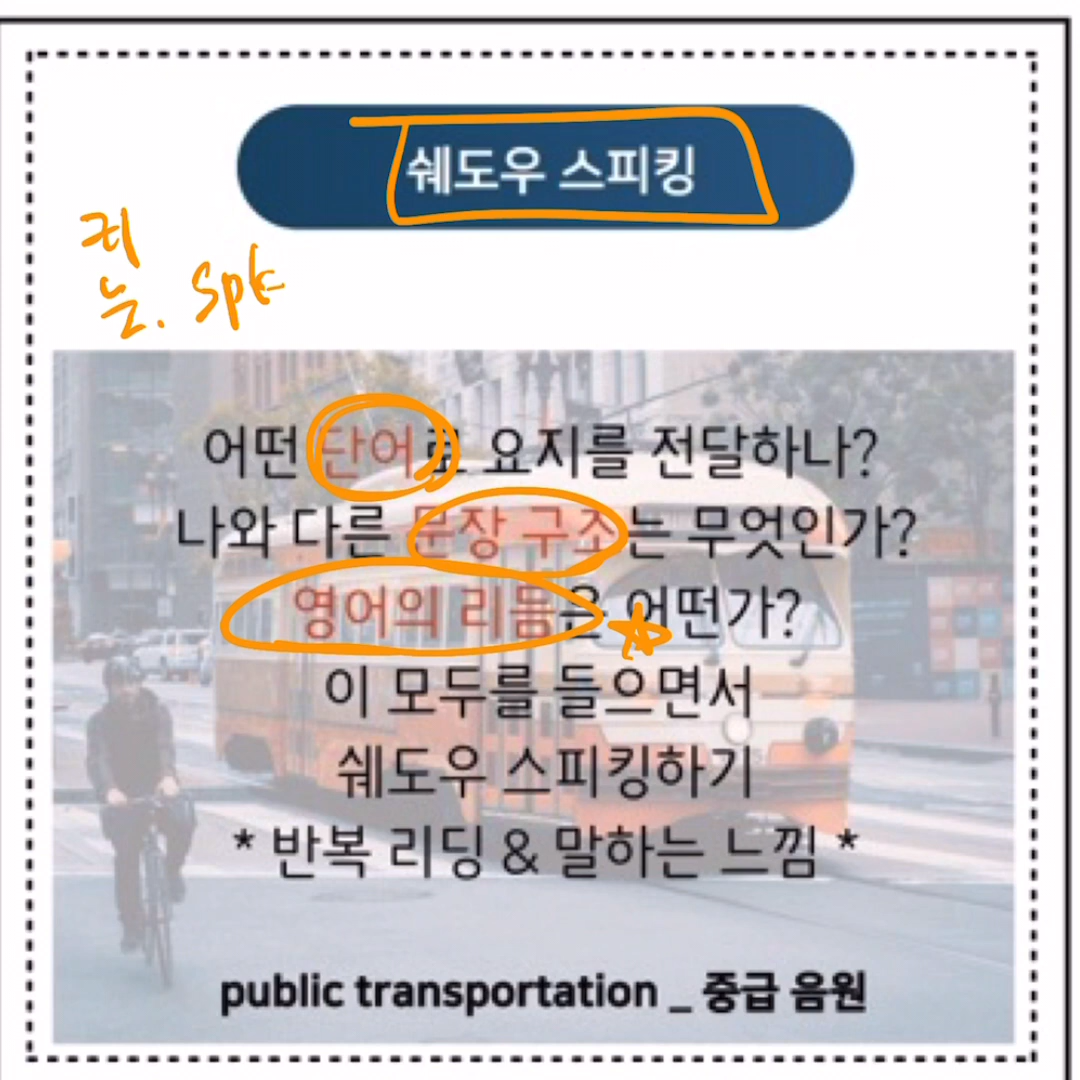 쉐도우 스피킹
귀
눈. Spk
어떤 단어로 요지를 전달하나?
나와 다른 문장 구조는 무엇인가?
영어의 리듬은 어떤가?
이 모두를 들으면서
쉐도우 스피킹하기
* 반복 리딩 & 말하는 느낌 *
public transportation _ 중급 음원